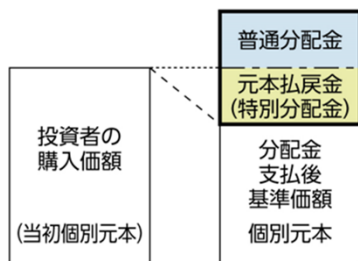 普通分配金
元本払戻金
(特別分配金)
投資者の
購入価額
(当初個別元本)
分配金
支払後
基準価額
個別元本